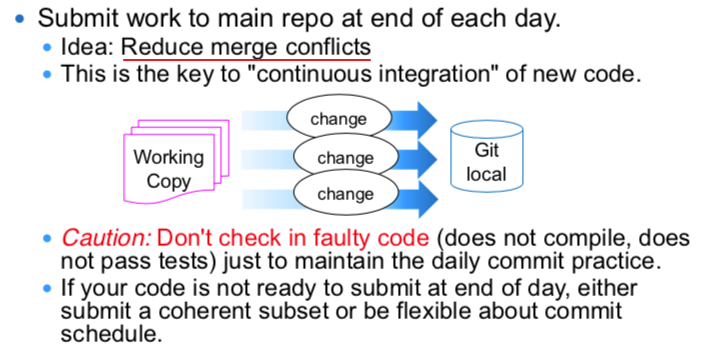 • Submit work to main repo at end of each day.
• Idea: Reduce merge conflicts
• This is the key to "continuous integration" of new code.
change
Working
Copy
change
Git
local
change
• Caution: Don't check in faulty code (does not compile, does
not pass tests) just to maintain the daily commit practice.
• If your code is not ready to submit at end of day, either
submit a coherent subset or be flexible about commit
schedule.